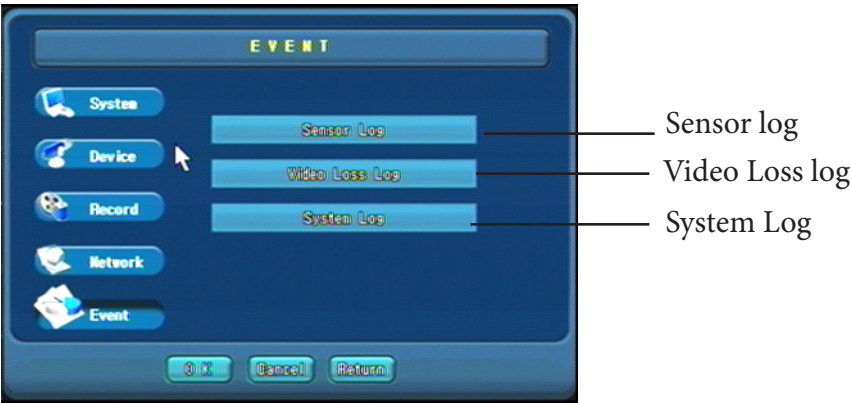 EVENT
System
Device
Record
Network
Event
Sensor Log
Video Loss Log
System Log
OK
Cancel
Return
Sensor log
Video Loss log
System Log